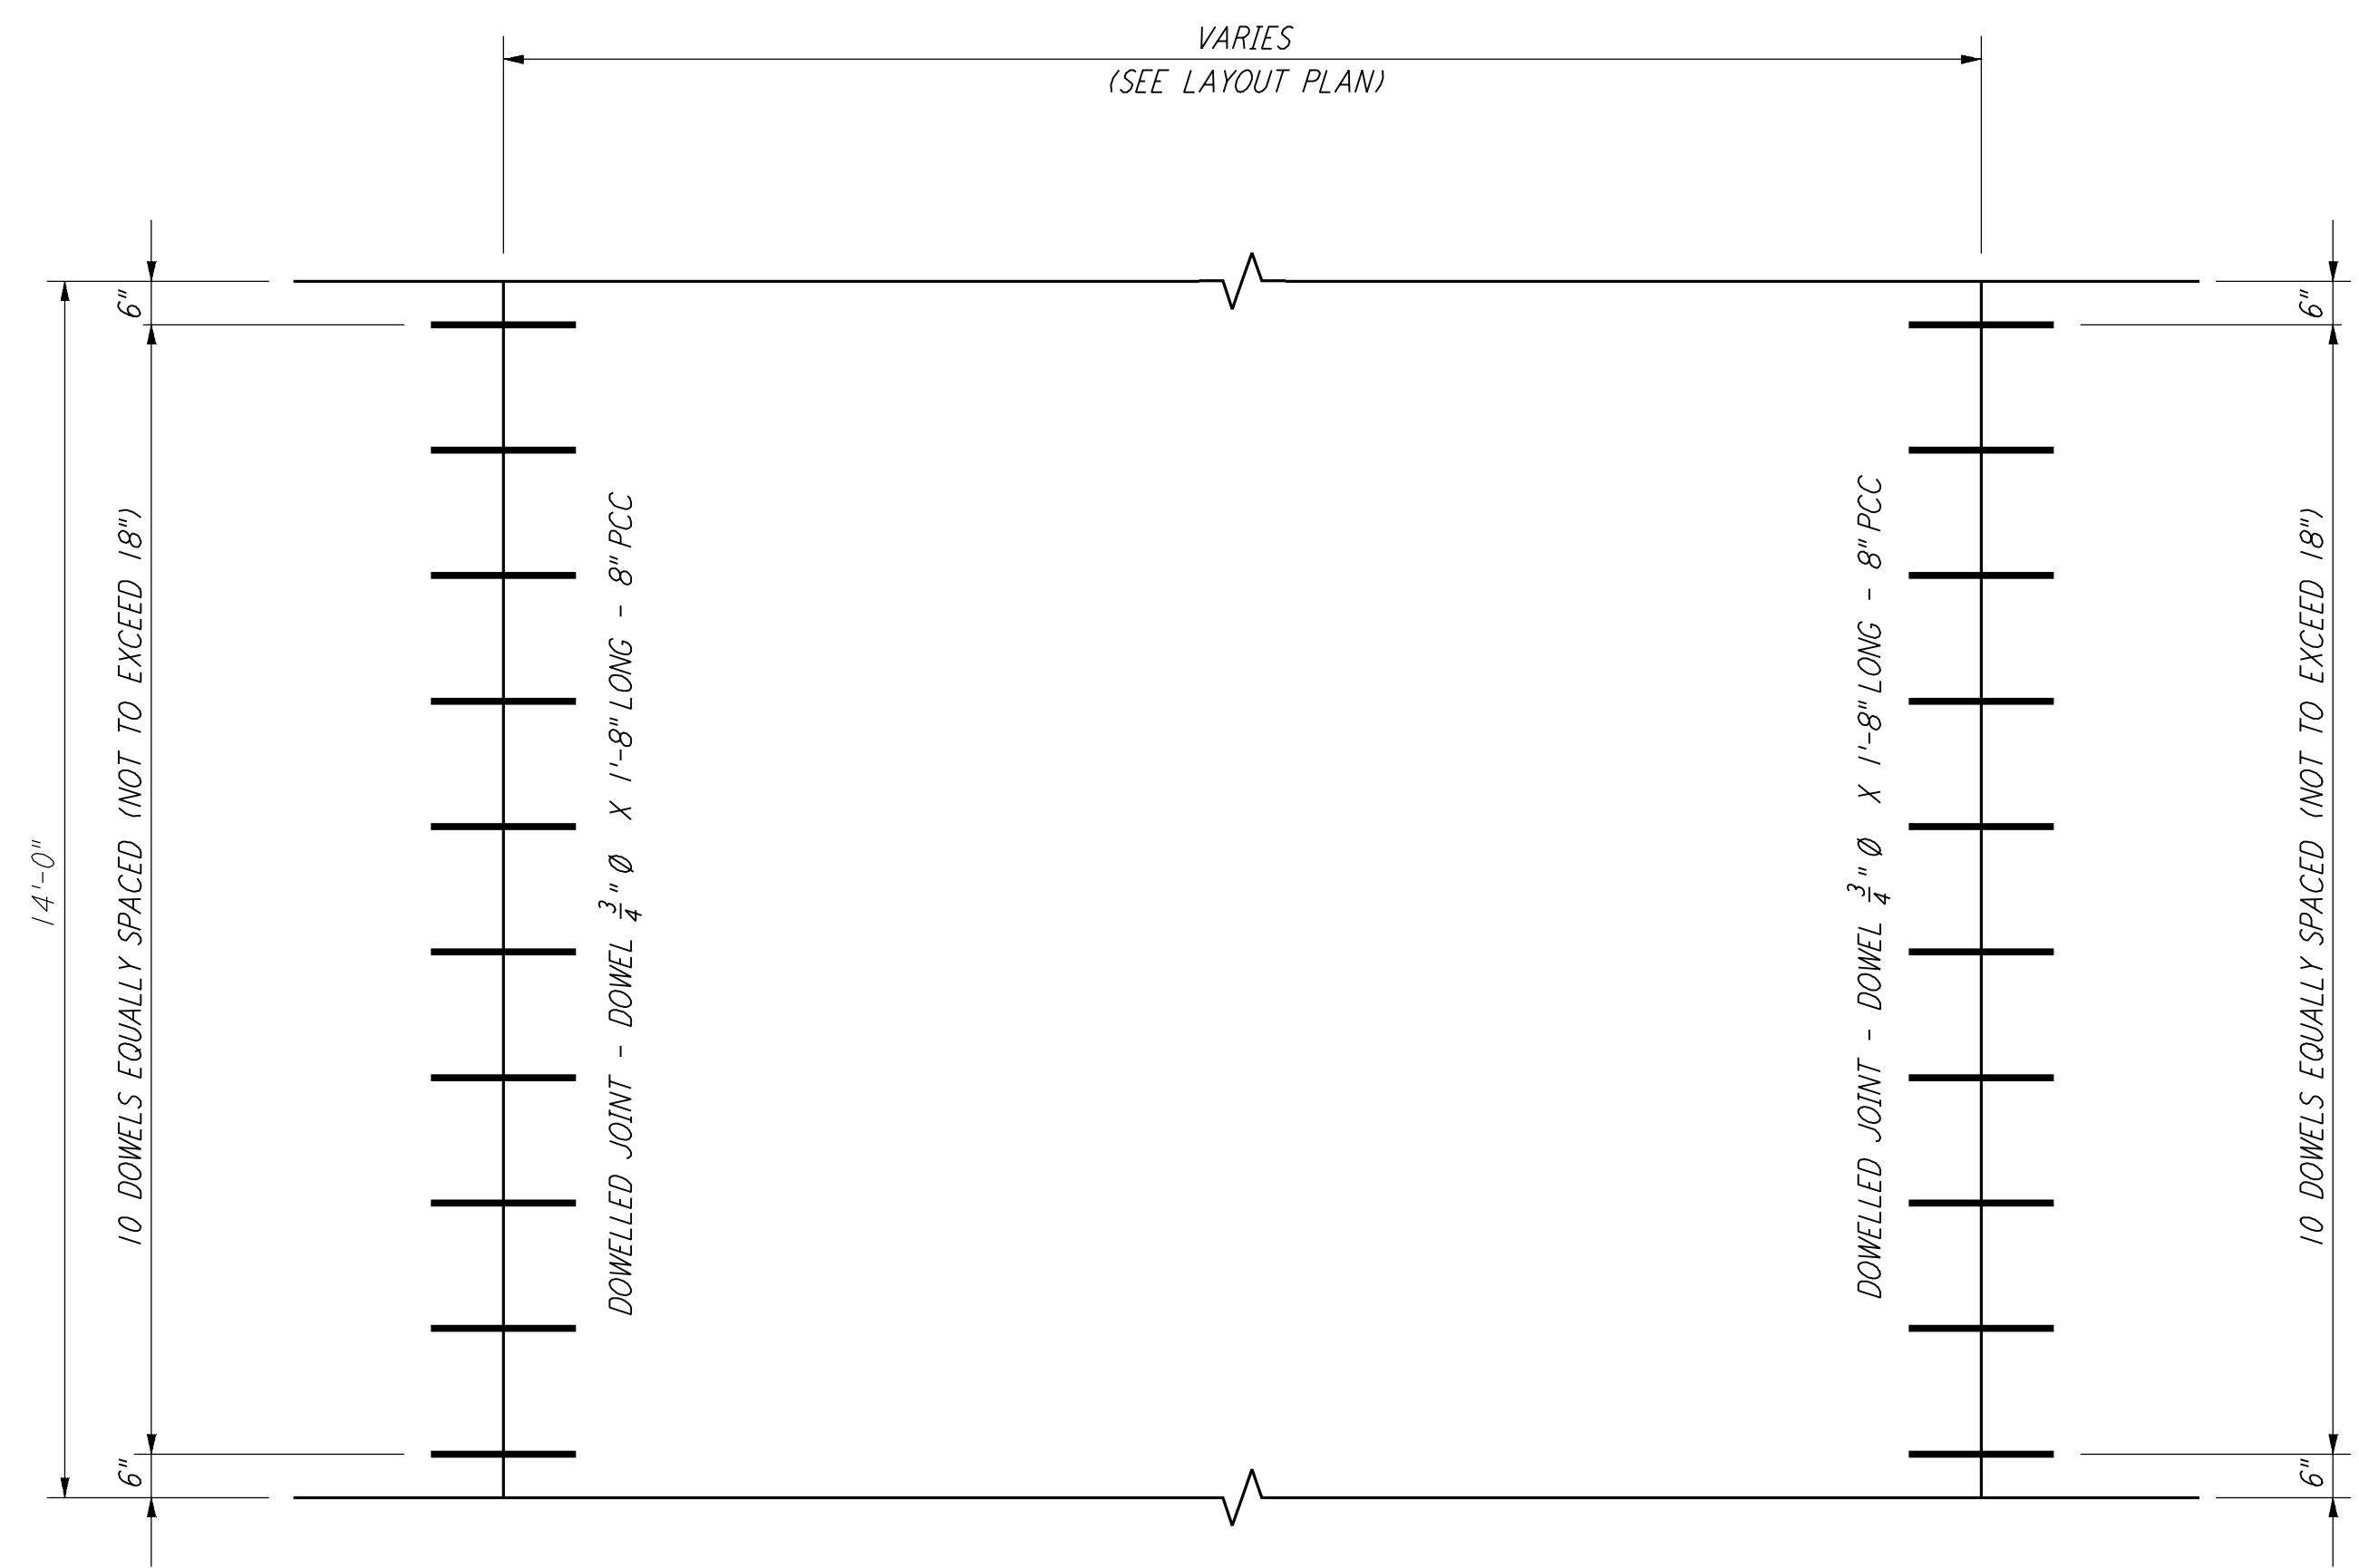 VARIES
(SEE LAYOUT PLAN)
6"
6"
14'-0"
10 DOWELS EQUALLY SPACED (NOT TO EXCEED 18")
DOWELLED JOINT - DOWEL 3/4" Ø X 1'-8" LONG - 8" PCC
DOWELLED JOINT - DOWEL 3/4" Ø X 1'-8" LONG - 8" PCC
10 DOWELS EQUALLY SPACED (NOT TO EXCEED 18")
6"
6"